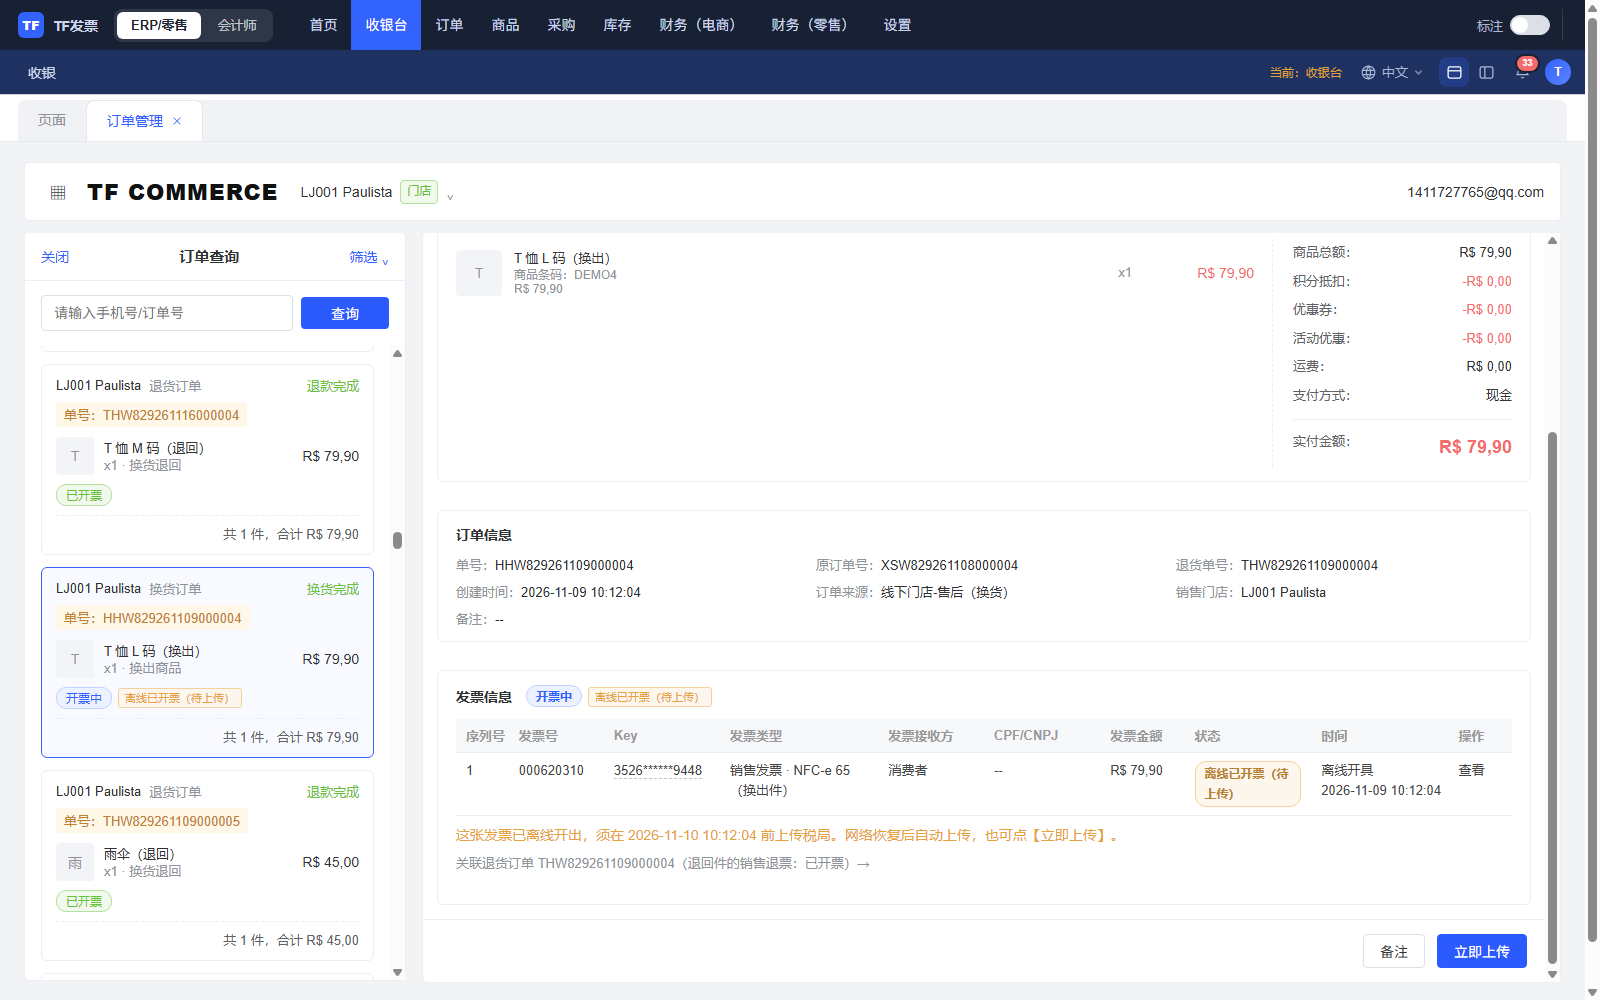 TF TF发票 ERP/零售 会计师 首页 收银台 订单 商品 采购 库存 财务（电商） 财务（零售） 设置 标注
收银 当前：收银台 中文 33 T
页面 订单管理 ×
TF COMMERCE LJ001 Paulista 门店 1411727765@qq.com
关闭 订单查询 筛选
请输入手机号/订单号 查询
LJ001 Paulista 退货订单 退款完成
单号：THW829261116000004
T T 恤 M 码（退回） R$ 79,90
x1 · 换货退回
已开票
共 1 件，合计 R$ 79,90
LJ001 Paulista 换货订单 换货完成
单号：HHW829261109000004
T T 恤 L 码（换出） R$ 79,90
x1 · 换出商品
开票中 离线已开票（待上传）
共 1 件，合计 R$ 79,90
LJ001 Paulista 退货订单 退款完成
单号：THW829261109000005
雨 雨伞（退回） R$ 45,00
x1 · 换货退回
已开票
共 1 件，合计 R$ 45,00
T T 恤 L 码（换出） x1 R$ 79,90
商品条码：DEMO4
R$ 79,90
商品总额： R$ 79,90
积分抵扣： -R$ 0,00
优惠券： -R$ 0,00
活动优惠： -R$ 0,00
运费： R$ 0,00
支付方式： 现金
实付金额： R$ 79,90
订单信息
单号：HHW829261109000004 原订单号：XSW829261108000004 退货单号：THW829261109000004
创建时间：2026-11-09 10:12:04 订单来源：线下门店-售后（换货） 销售门店：LJ001 Paulista
备注：--
发票信息 开票中 离线已开票（待上传）
序列号 发票号 Key 发票类型 发票接收方 CPF/CNPJ 发票金额 状态 时间 操作
1 000620310 3526******9448 销售发票 · NFC-e 65 消费者 -- R$ 79,90 离线已开票（待 离线开具 查看
（换出件） 上传） 2026-11-09 10:12:04
这张发票已离线开出，须在 2026-11-10 10:12:04 前上传税局。网络恢复后自动上传，也可点【立即上传】。
关联退货订单 THW829261109000004（退回件的销售退票：已开票）→
备注 立即上传